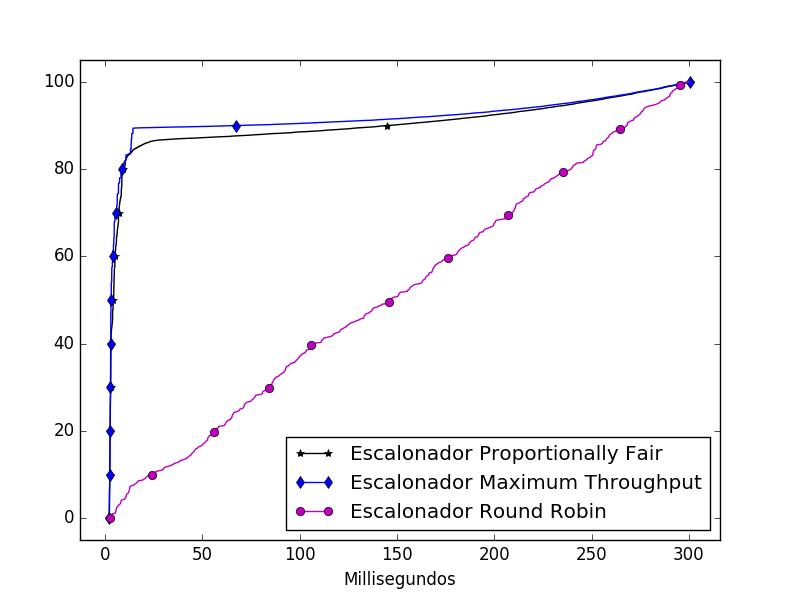 100
80
60
40
20
0
Escalonador Proportionally Fair
Escalonador Maximum Throughput
Escalonador Round Robin
0 50 100 150 200 250 300
Millisegundos